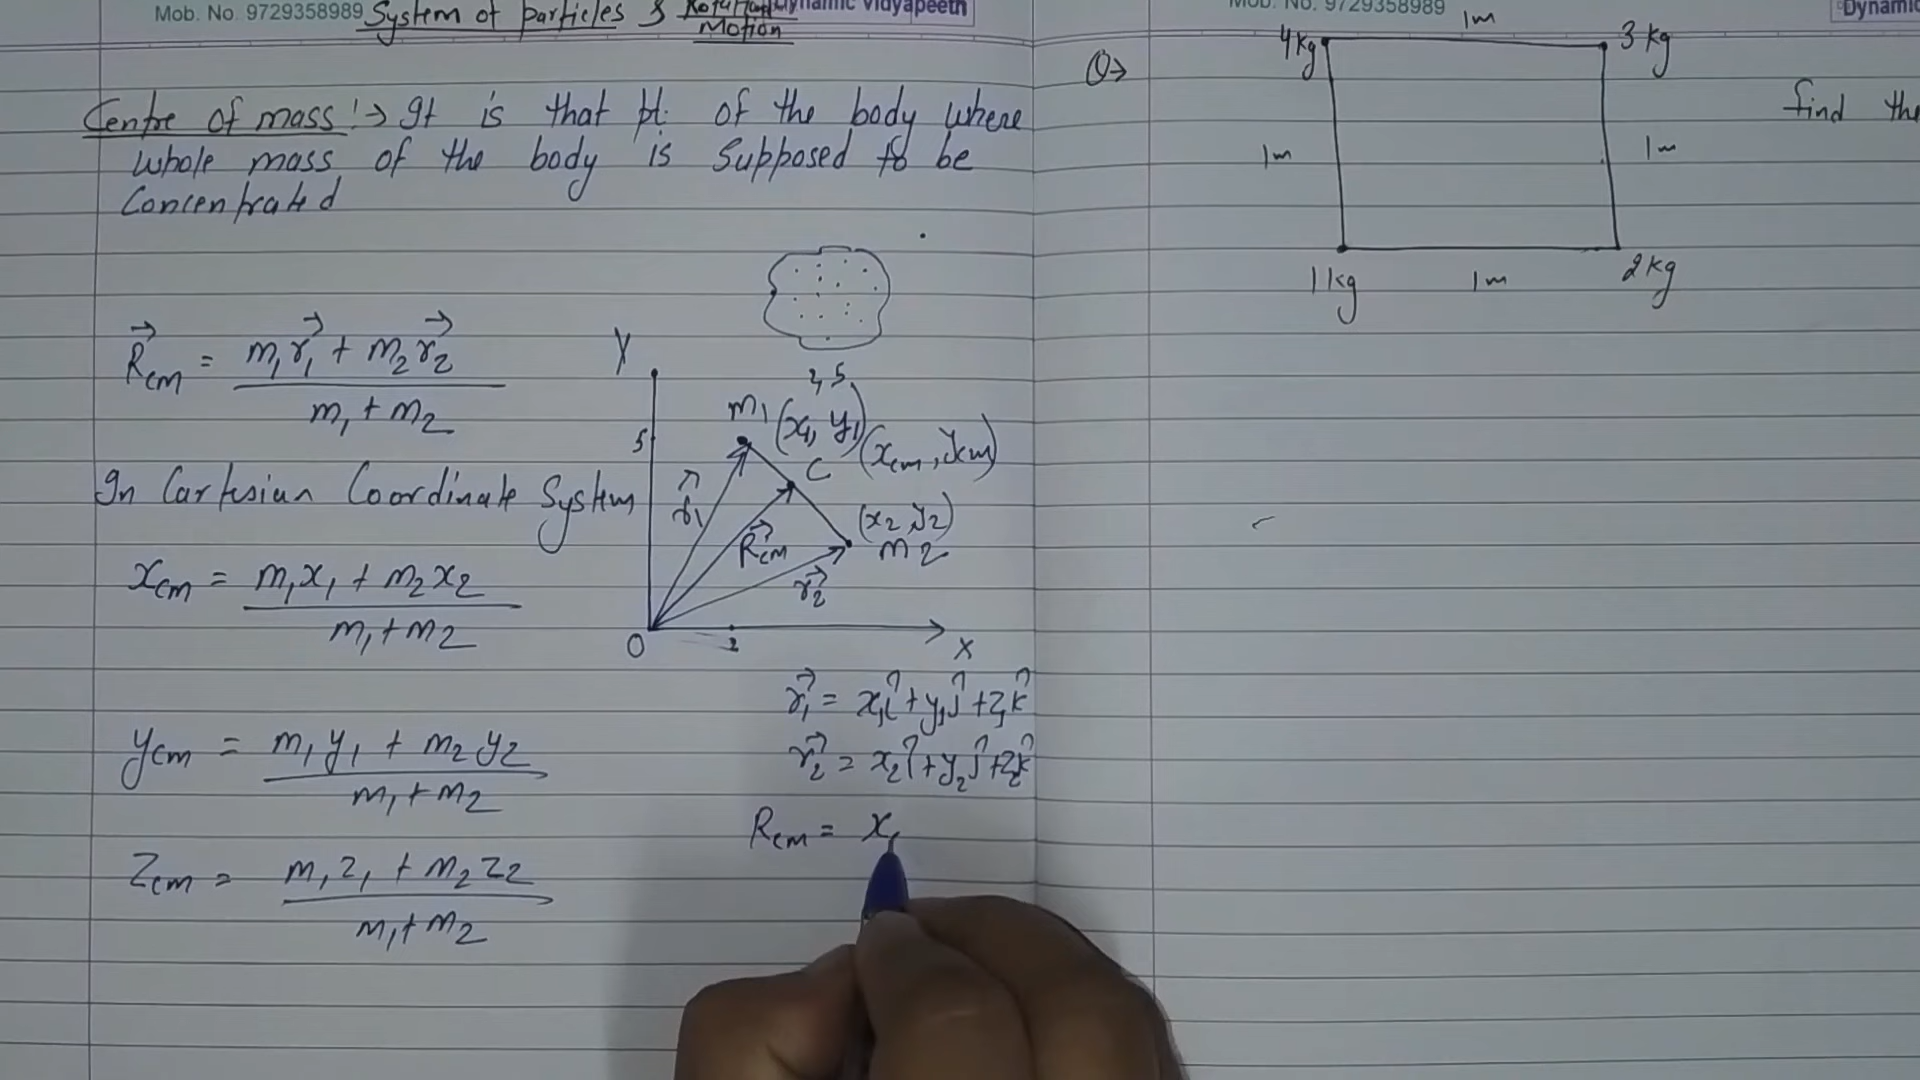 Mob. No. 9729358989
Dynamic Vidyapeeth
System of particles & Rotational
Motion
Centre of mass :→ It is that pt. of the body where
whole mass of the body is supposed to be
Concentrated
R⃗cm = m₁r⃗₁ + m₂r⃗₂ / m₁ + m₂
In Cartesian Coordinate System
xcm = m₁x₁ + m₂x₂ / m₁+m₂
ycm = m₁y₁ + m₂y₂ / m₁+m₂
Zcm = m₁z₁ + m₂z₂ / m₁+m₂
Y
2, 5
m₁ (x₁, y₁)
5
C (xcm, ycm)
r⃗₁
R⃗cm
(x₂, y₂)
m₂
r⃗₂
O
2
X
r⃗₁ = x₁î+y₁ĵ+z₁k̂
r⃗₂ = x₂î+y₂ĵ+z₂k̂
Rcm = x
Mob. No. 9729358989
Dynamic
Q→
4kg
1m
3 kg
find the
1m
1m
1kg
1m
2kg